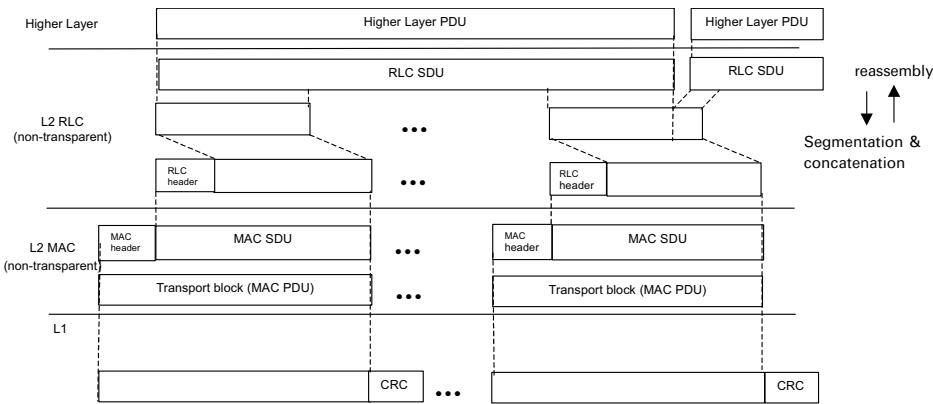 Higher Layer
Higher Layer PDU
Higher Layer PDU
RLC SDU
RLC SDU
reassembly
L2 RLC
(non-transparent)
•••
Segmentation &
concatenation
RLC
header
•••
RLC
header
L2 MAC
(non-transparent)
MAC
header
MAC SDU
•••
MAC
header
MAC SDU
Transport block (MAC PDU)
•••
Transport block (MAC PDU)
L1
CRC
•••
CRC